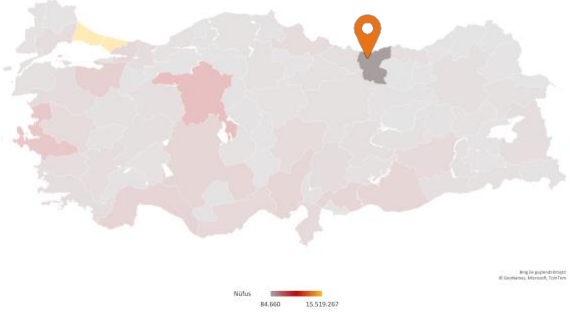 Bing ile güçlendirilmiştir
© GeoNames, Microsoft, TomTom
Nüfus
84.660 15.519.267